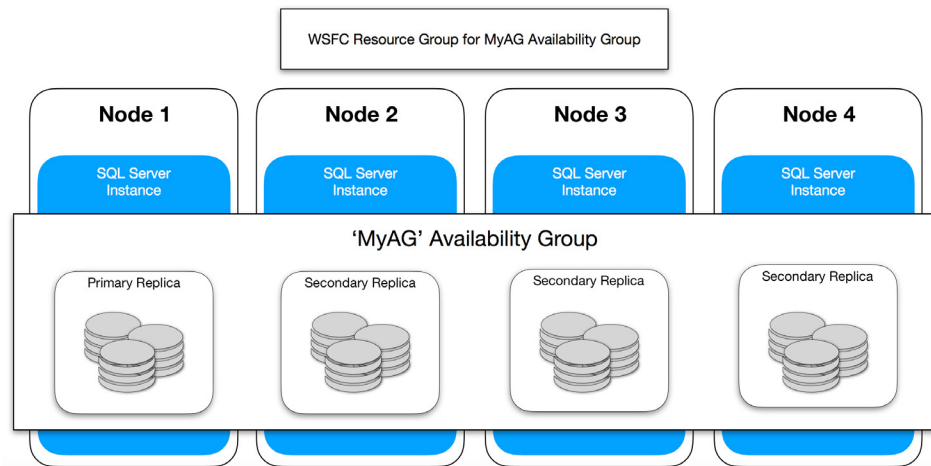 WSFC Resource Group for MyAG Availability Group
Node 1
Node 2
Node 3
Node 4
SQL Server
Instance
SQL Server
Instance
SQL Server
Instance
SQL Server
Instance
‘MyAG’ Availability Group
Primary Replica
Secondary Replica
Secondary Replica
Secondary Replica